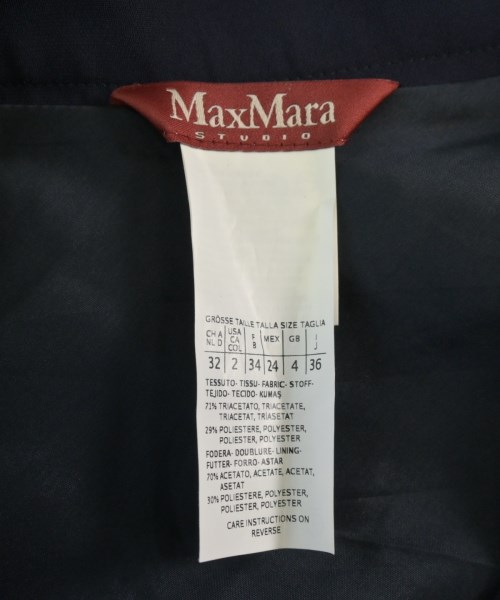 MaxMara
STUDIO
GRÖSSE TAILLE TALLA SIZE TAGLIA
CH A NL D USA CA COL F B MEX GB I J
32 2 34 24 4 36
TESSUTO- TISSU- FABRIC- STOFF-
TEJIDO- TECIDO- KUMAŞ
71% TRIACETATO, TRIACETATE,
TRIACETAT, TRİASETAT
29% POLIESTERE, POLYESTER,
POLIESTER, POLYESTER
FODERA- DOUBLURE- LINING-
FUTTER- FORRO- ASTAR
70% ACETATO, ACETATE, ACETAT,
ASETAT
30% POLIESTERE, POLYESTER,
POLIESTER, POLYESTER
CARE INSTRUCTIONS ON
REVERSE